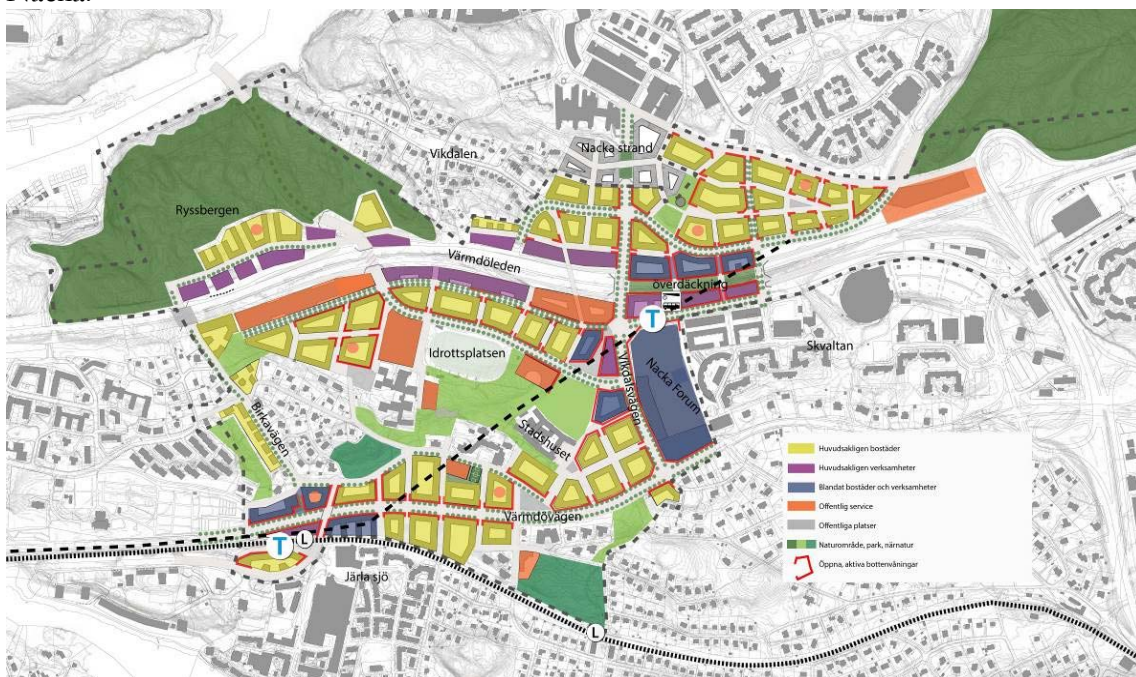 Nacka.
Nacka strand
Vikdalen
Ryssbergen
Värmdöleden
överdäckning
T
Skvaltan
Idrottsplatsen
Vikdalsvägen
Nacka Forum
Birkavägen
Stadshuset
Värmdövägen
T
L
Järla sjö
L
Huvudsakligen bostäder
Huvudsakligen verksamheter
Blandat bostäder och verksamheter
Offentlig service
Offentliga platser
Naturområde, park, närnatur
Öppna, aktiva bottenvåningar